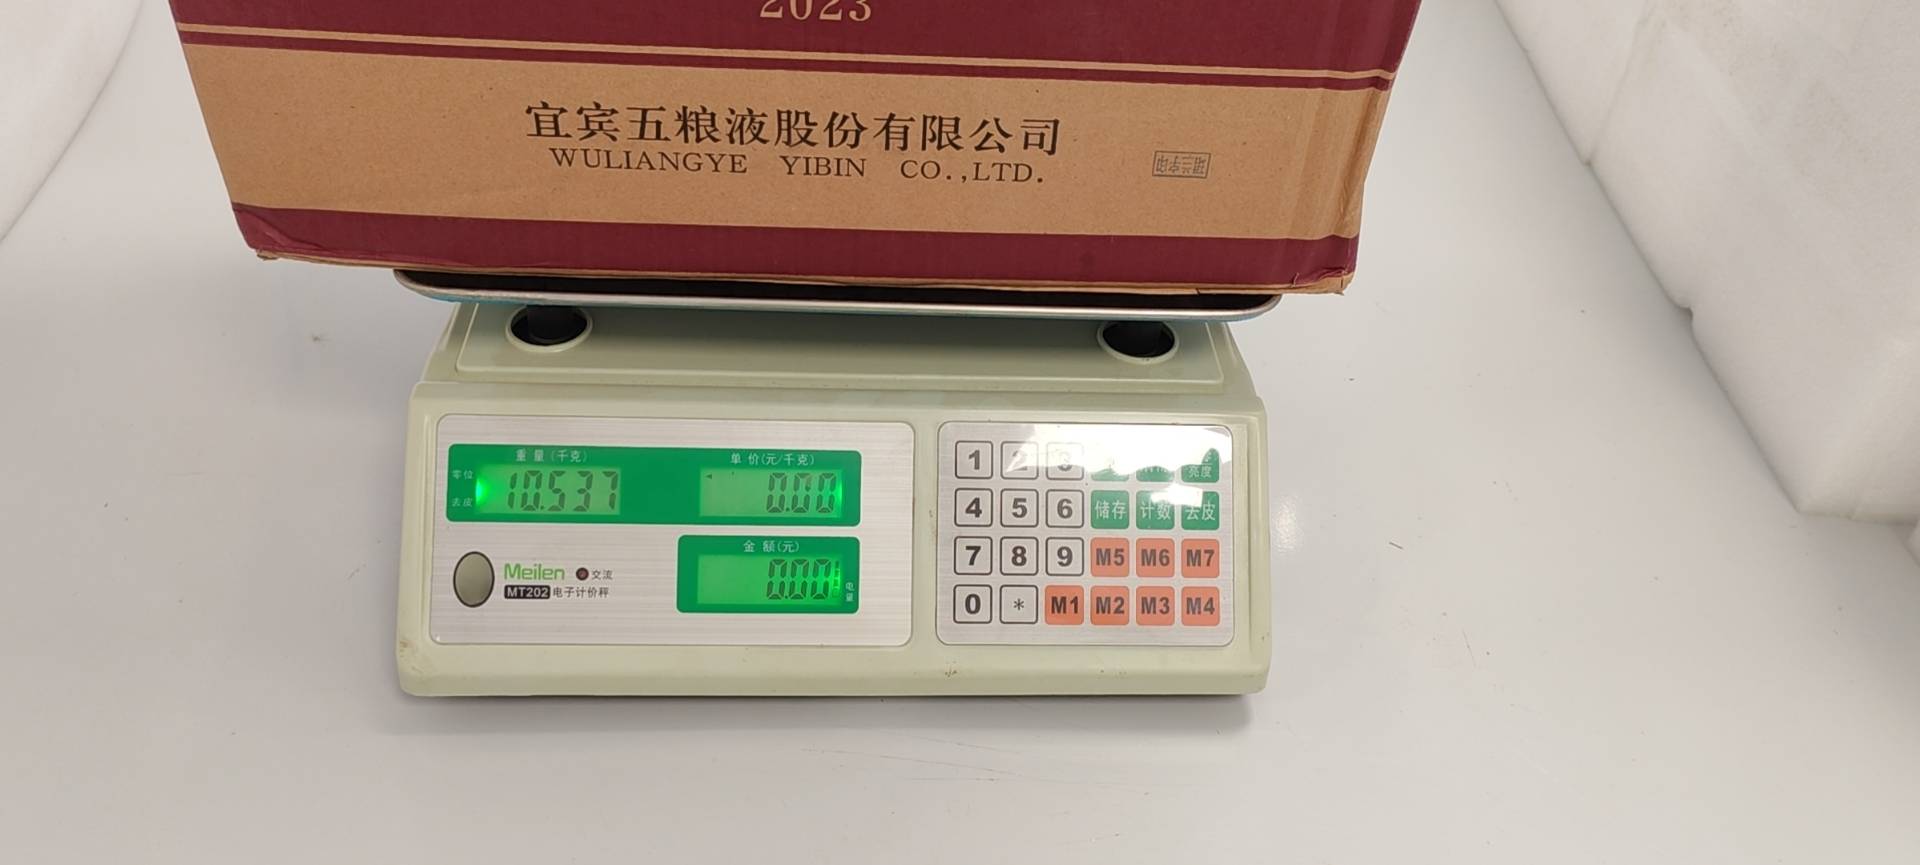 2023
宜宾五粮液股份有限公司
WULIANGYE YIBIN CO.,LTD.
重量(千克)
单价(元/千克)
零位
去皮
10.537
0.00
金额(元)
0.00
电量
Meilen
交流
MT202 电子计价秤
1 2 3 亮度
4 5 6 储存 计数 去皮
7 8 9 M5 M6 M7
0 * M1 M2 M3 M4